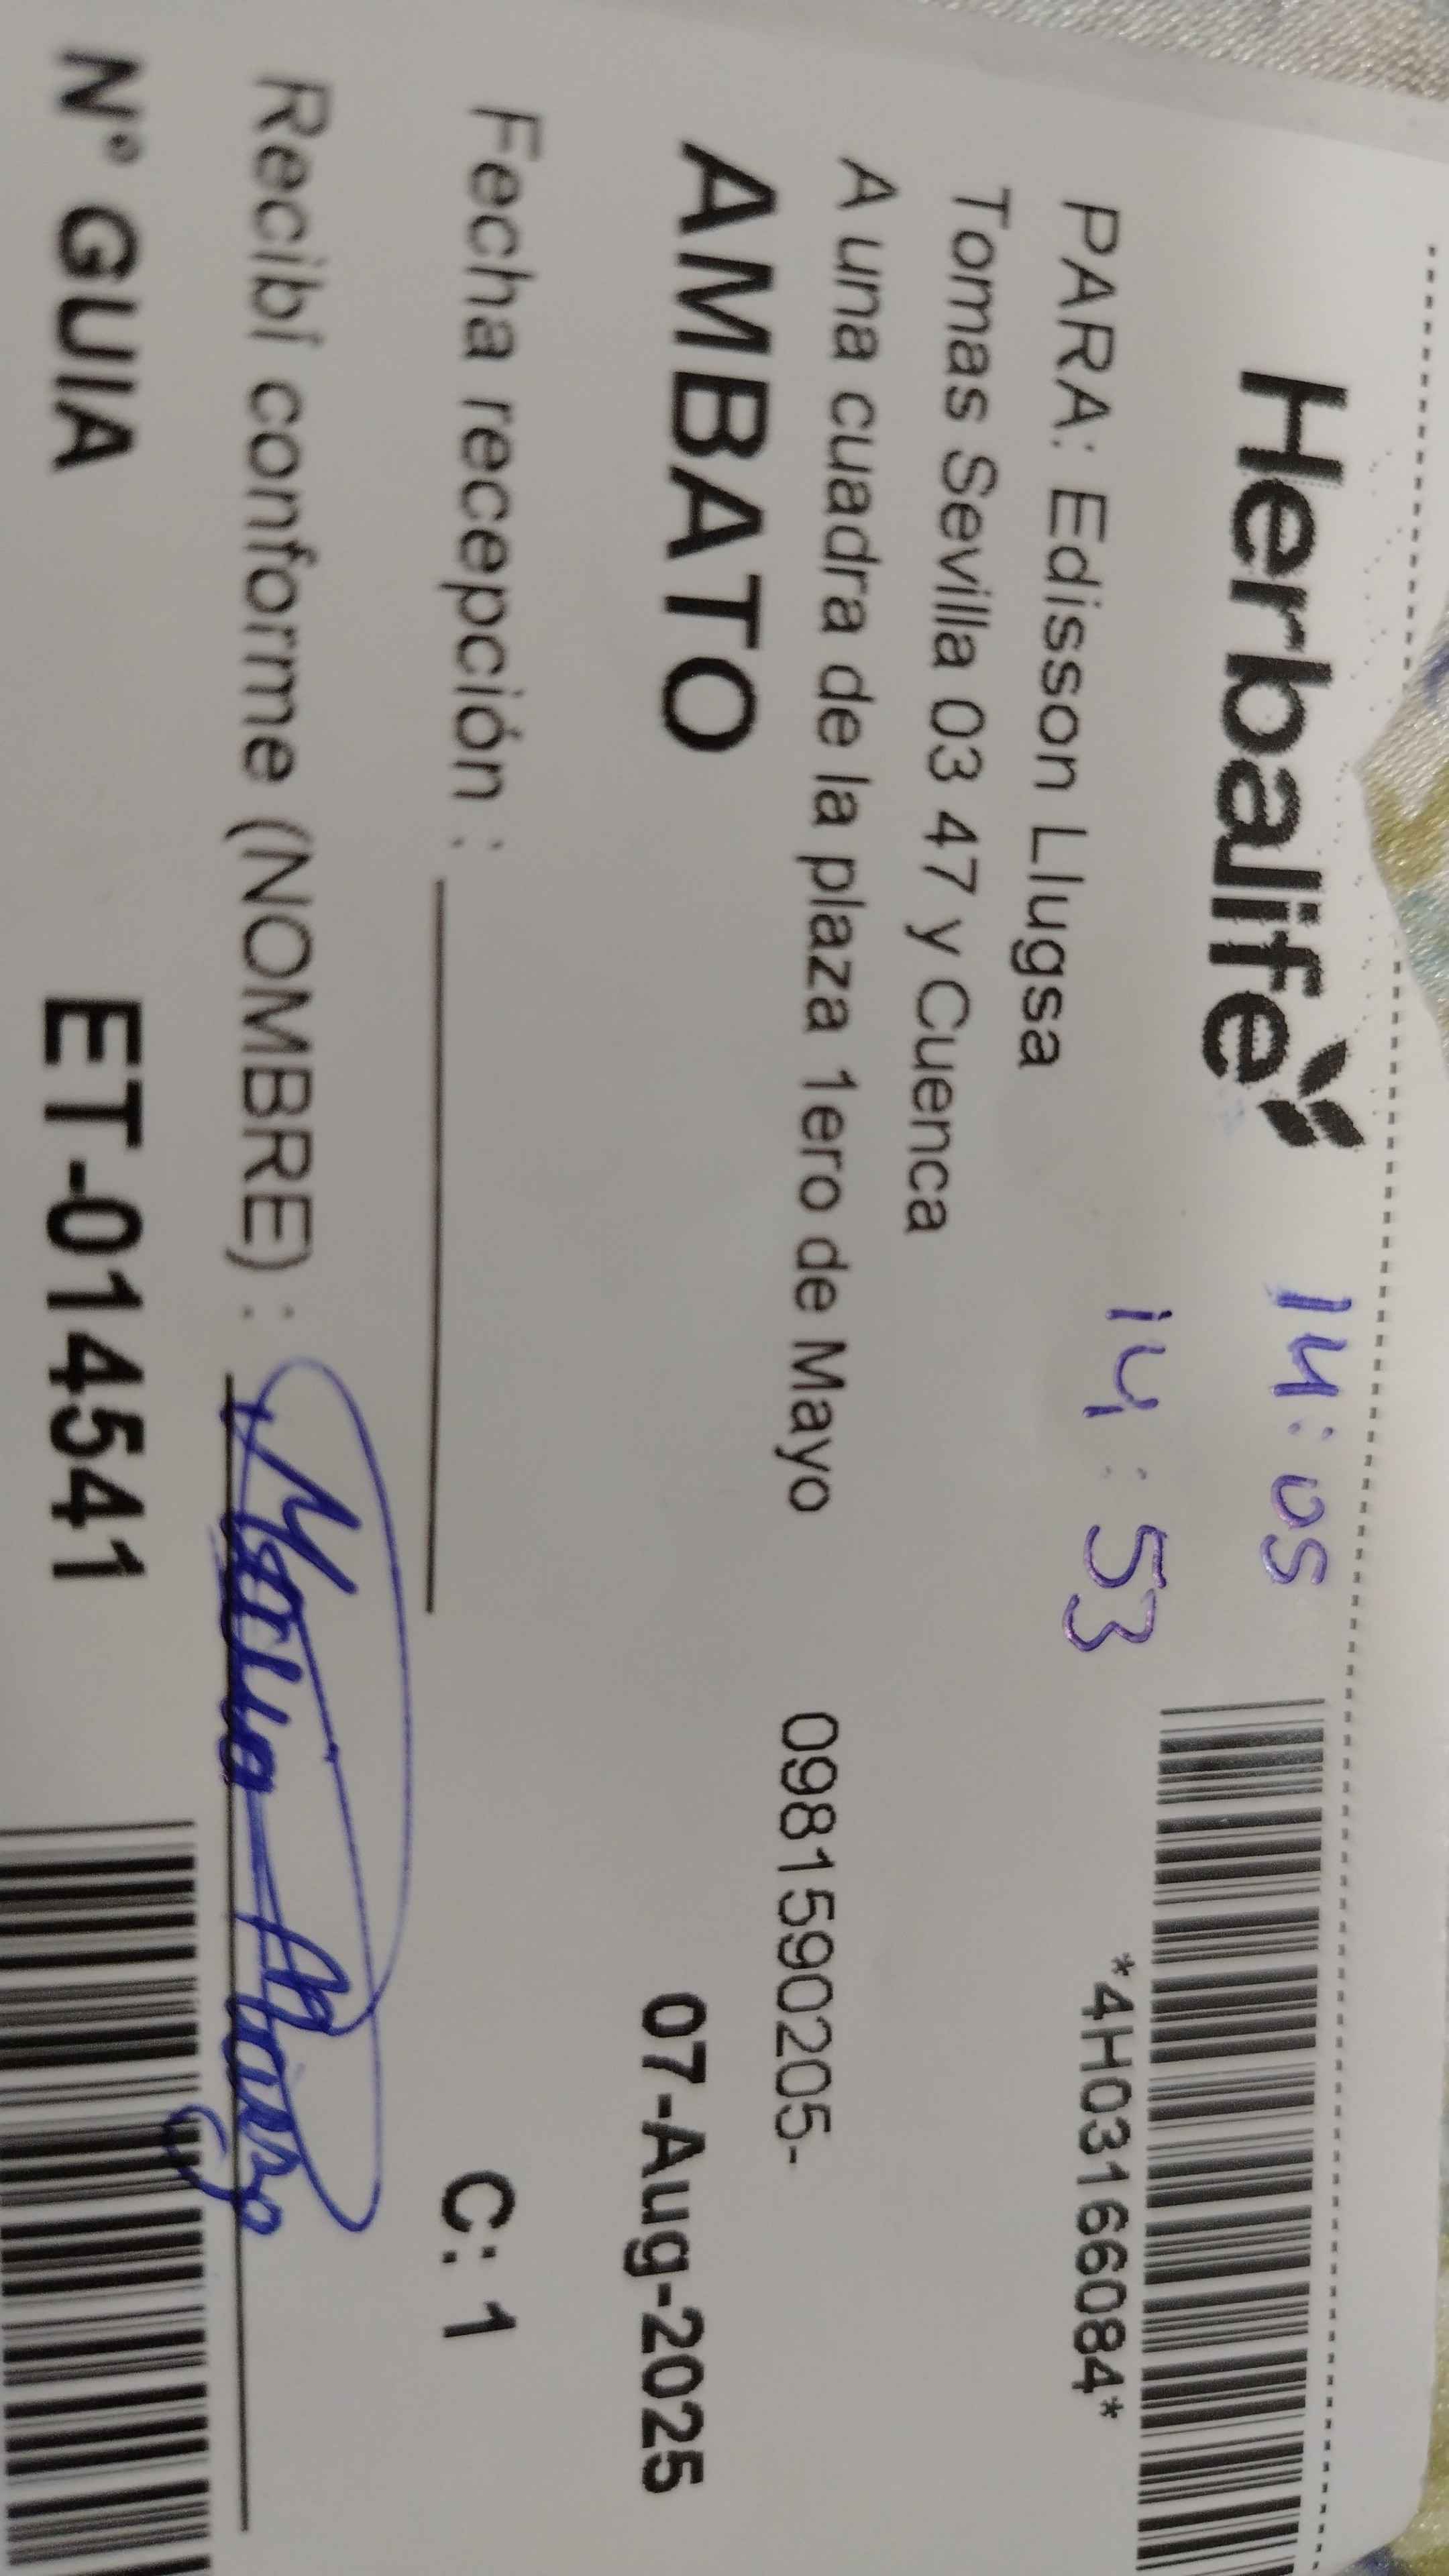 Herbalife 14:05
14:53
*4H03166084*
PARA: Edisson Llugsa
Tomas Sevilla 03 47 y Cuenca
A una cuadra de la plaza 1ero de Mayo 0981590205-
AMBATO 07-Aug-2025
Fecha recepción : C: 1
Recibí conforme (NOMBRE) :
N° GUIA ET-014541